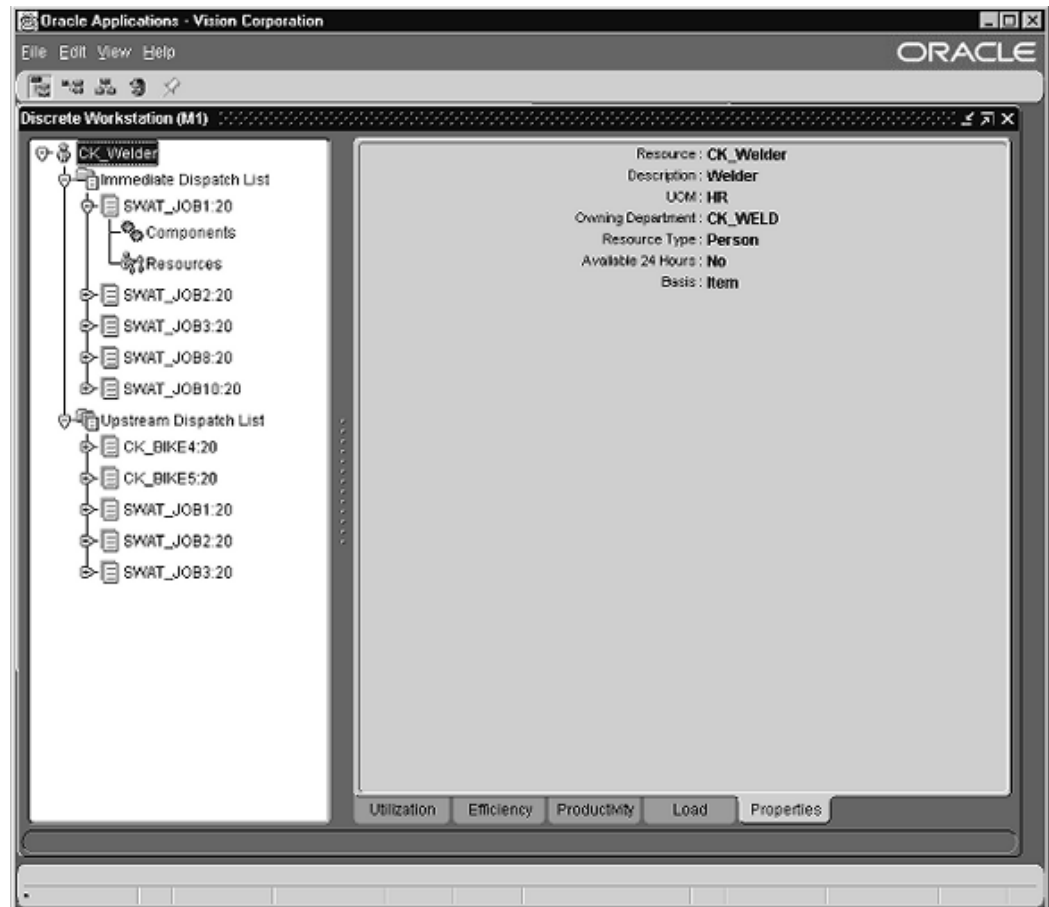 Oracle Applications - Vision Corporation
File Edit View Help
ORACLE
Discrete Workstation (M1)
CK_Welder
Immediate Dispatch List
SWAT_JOB1:20
Components
Resources
SWAT_JOB2:20
SWAT_JOB3:20
SWAT_JOB8:20
SWAT_JOB10:20
Upstream Dispatch List
CK_BIKE4:20
CK_BIKE5:20
SWAT_JOB1:20
SWAT_JOB2:20
SWAT_JOB3:20
Resource : CK_Welder
Description : Welder
UOM : HR
Owning Department : CK_WELD
Resource Type : Person
Available 24 Hours : No
Basis : Item
Utilization Efficiency Productivity Load Properties